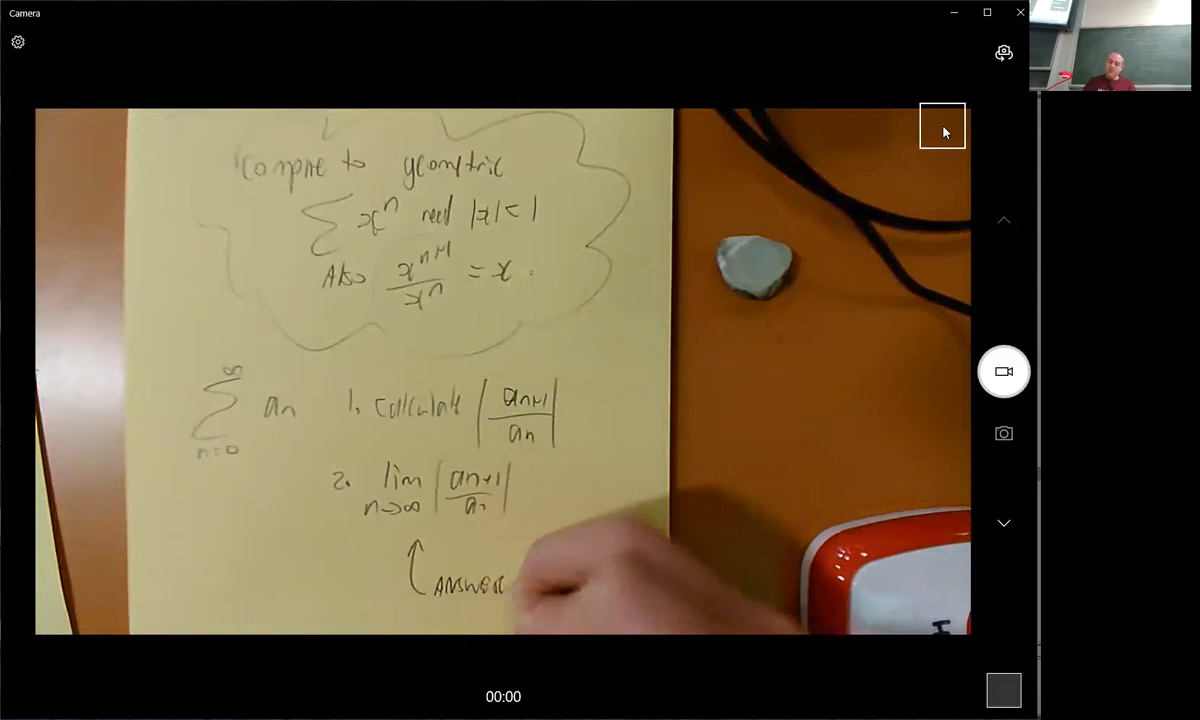 Camera
Compare to geometric
∑ xⁿ need |x| < 1
Also xⁿ⁺¹/xⁿ = x.
∞
∑ aₙ 1. Calculate |aₙ₊₁/aₙ|
n=0
2. lim |aₙ₊₁/aₙ|
n→∞
ANSWER
H
00:00